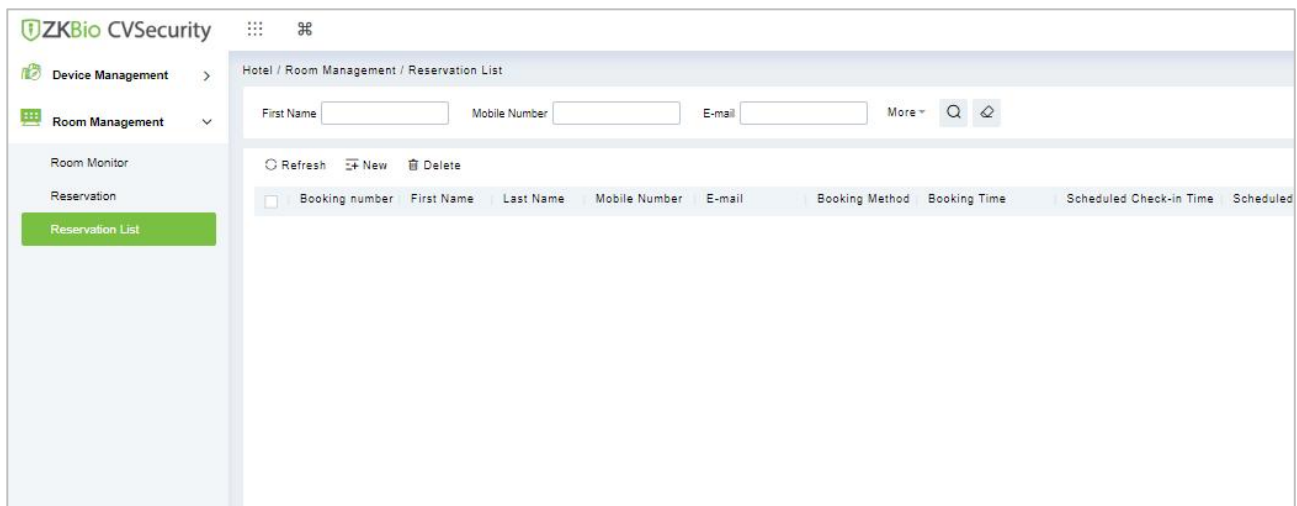 ZKBio CVSecurity
Device Management
Hotel / Room Management / Reservation List
Room Management
First Name Mobile Number E-mail More
Room Monitor
Refresh New Delete
Reservation
Booking number First Name Last Name Mobile Number E-mail Booking Method Booking Time Scheduled Check-in Time Scheduled
Reservation List